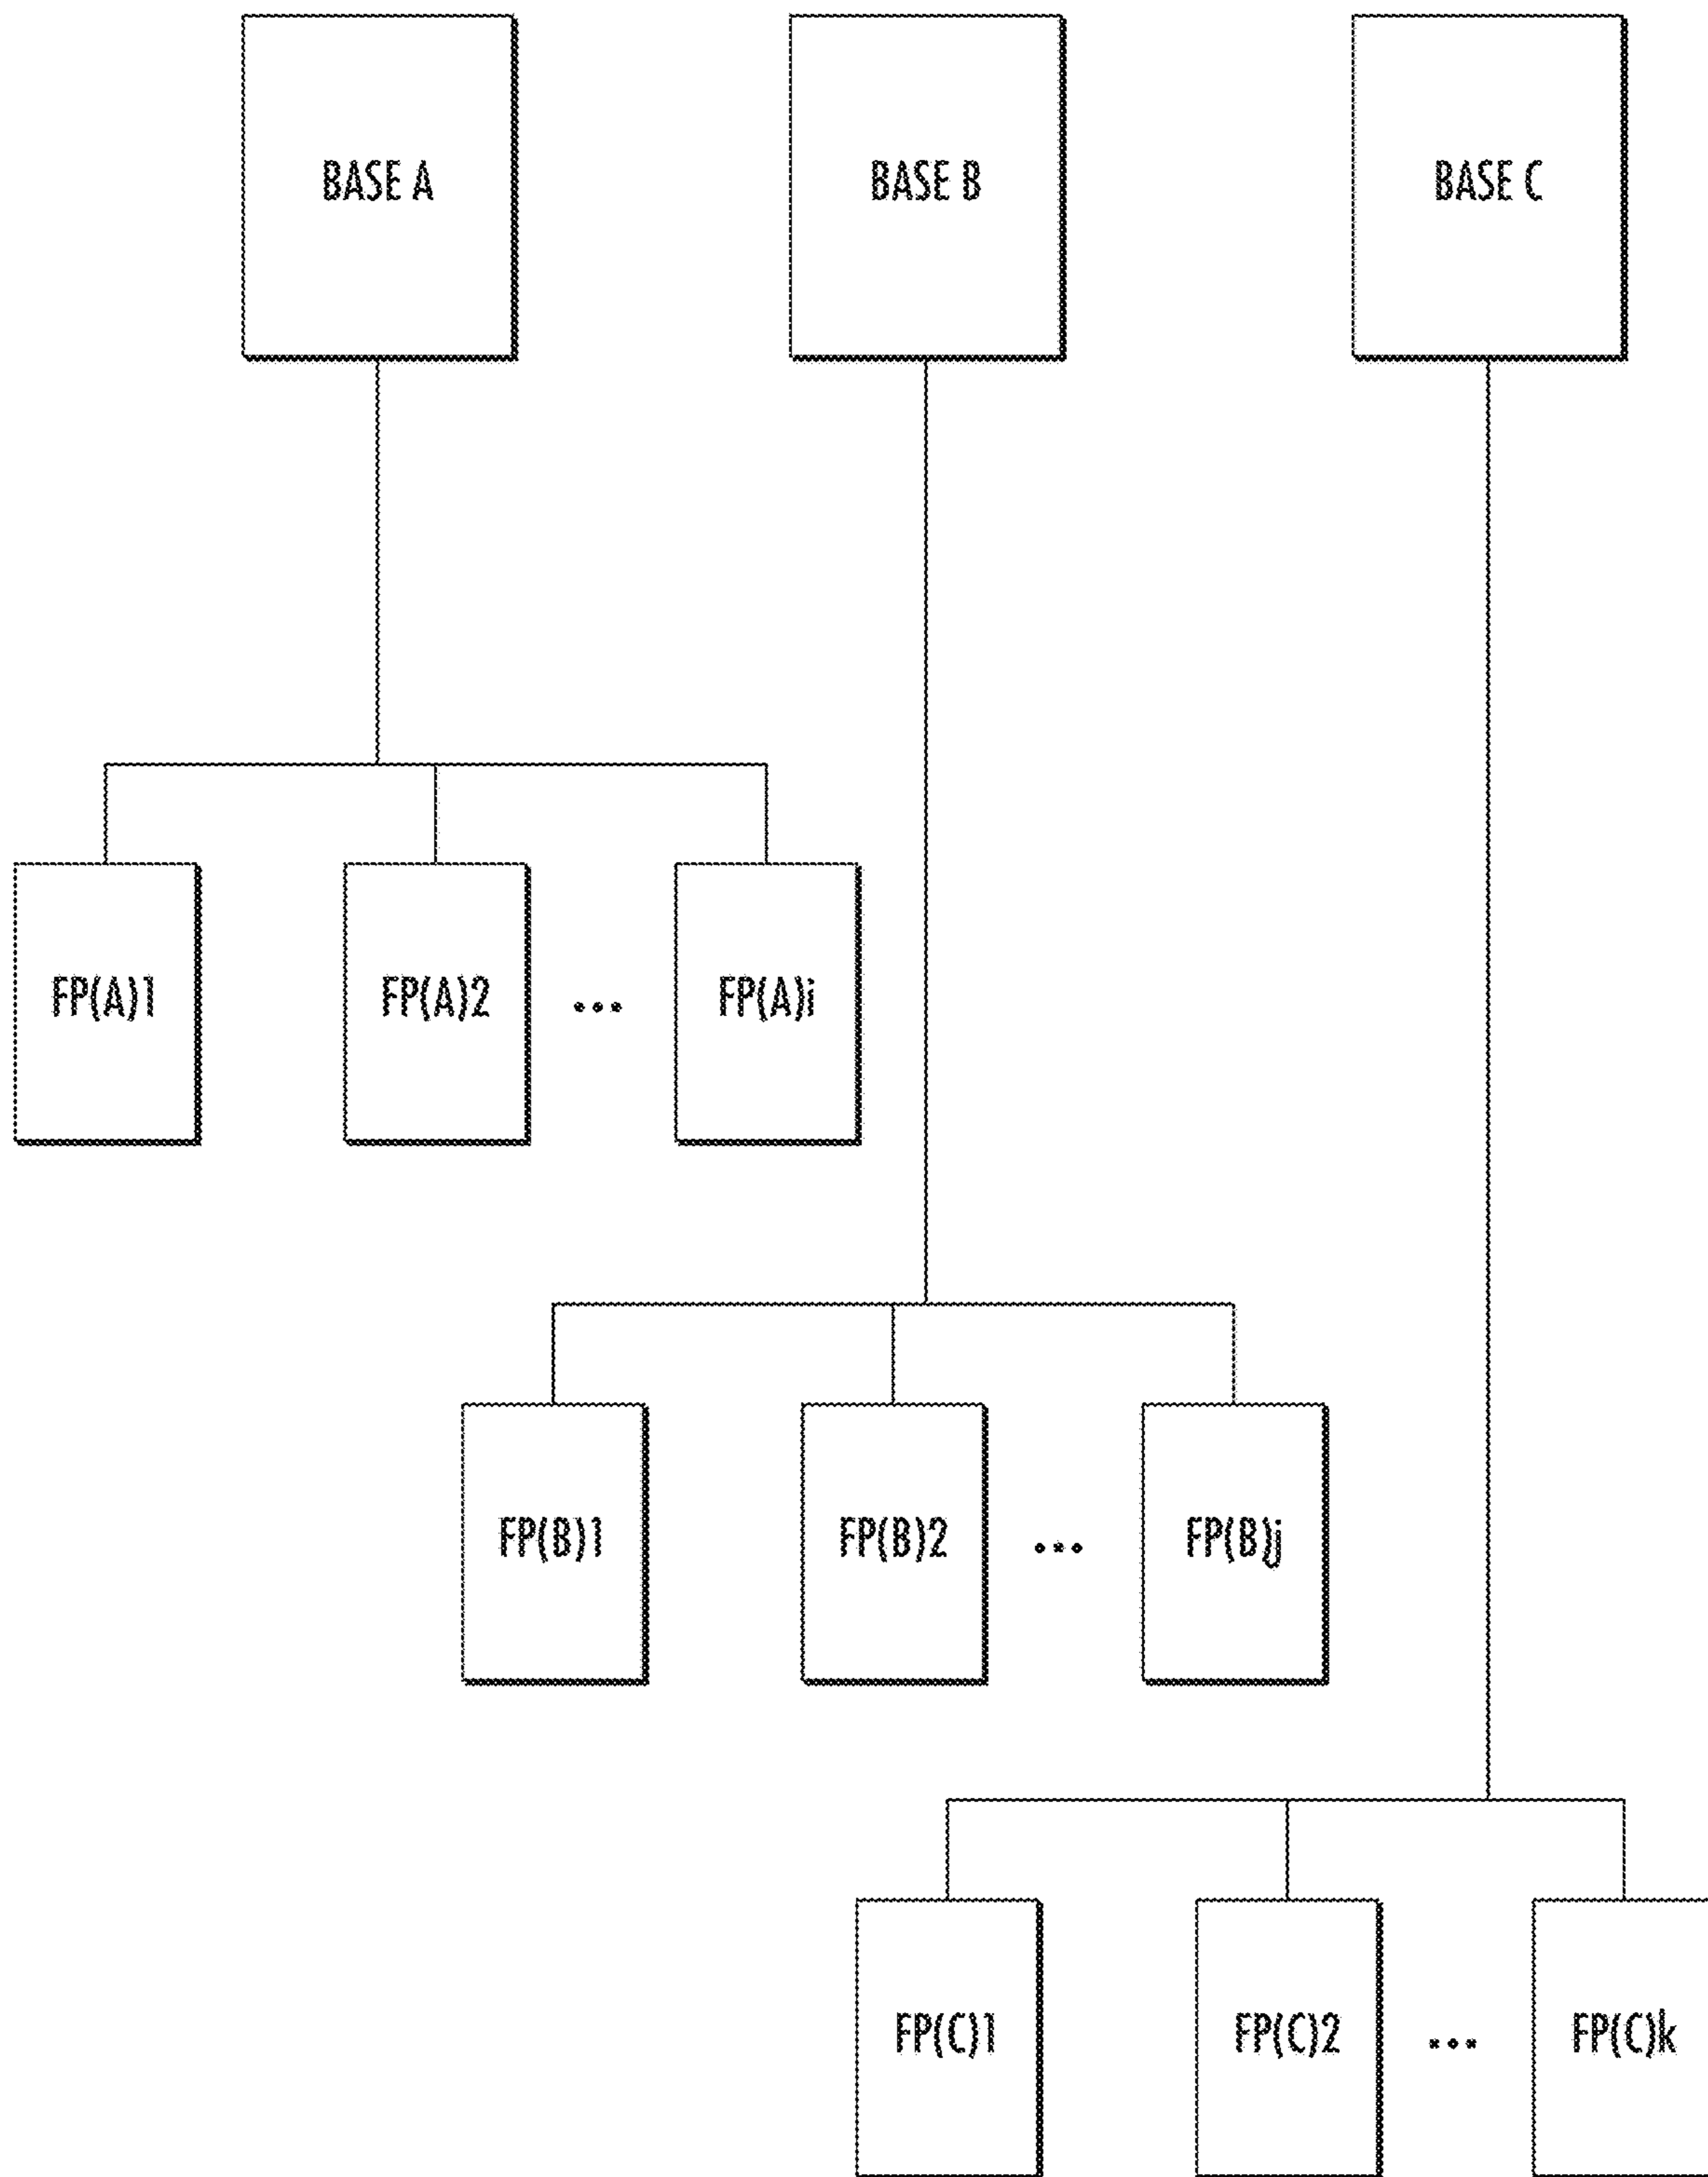 BASE A
BASE B
BASE C
FP(A)1
FP(A)2
...
FP(A)i
FP(B)1
FP(B)2
...
FP(B)j
FP(C)1
FP(C)2
...
FP(C)k